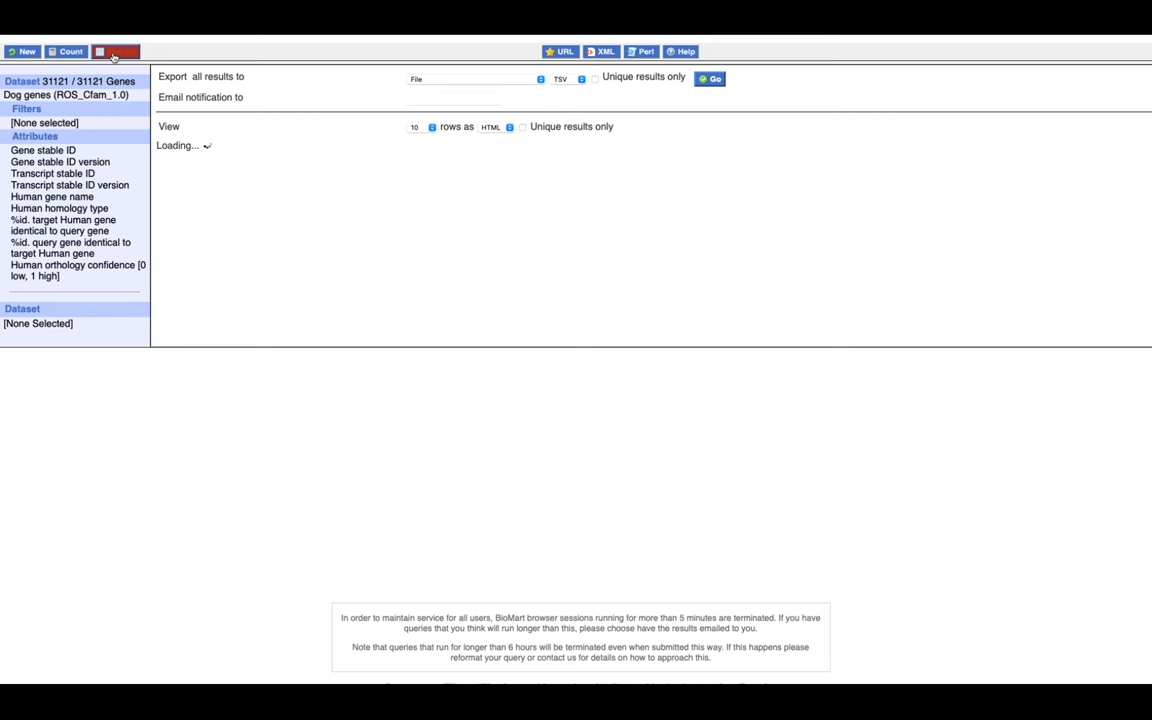 New Count
URL XML Perl Help
Dataset 31121 / 31121 Genes
Dog genes (ROS_Cfam_1.0)
Filters
[None selected]
Attributes
Gene stable ID
Gene stable ID version
Transcript stable ID
Transcript stable ID version
Human gene name
Human homology type
%id. target Human gene
identical to query gene
%id. query gene identical to
target Human gene
Human orthology confidence [0
low, 1 high]
Dataset
[None Selected]
Export all results to File TSV Unique results only Go
Email notification to
View 10 rows as HTML Unique results only
Loading...
In order to maintain service for all users, BioMart browser sessions running for more than 5 minutes are terminated. If you have
queries that you think will run longer than this, please choose have the results emailed to you.
Note that queries that run for longer than 6 hours will be terminated even when submitted this way. If this happens please
reformat your query or contact us for details on how to approach this.